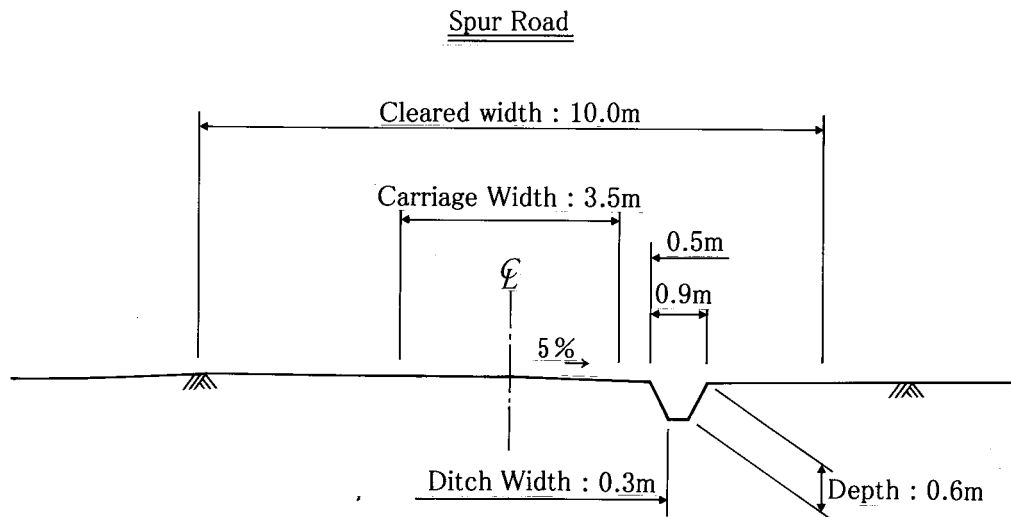 Spur Road
Cleared width : 10.0m
Carriage Width : 3.5m
0.5m
℄
0.9m
5%
Ditch Width : 0.3m
Depth : 0.6m